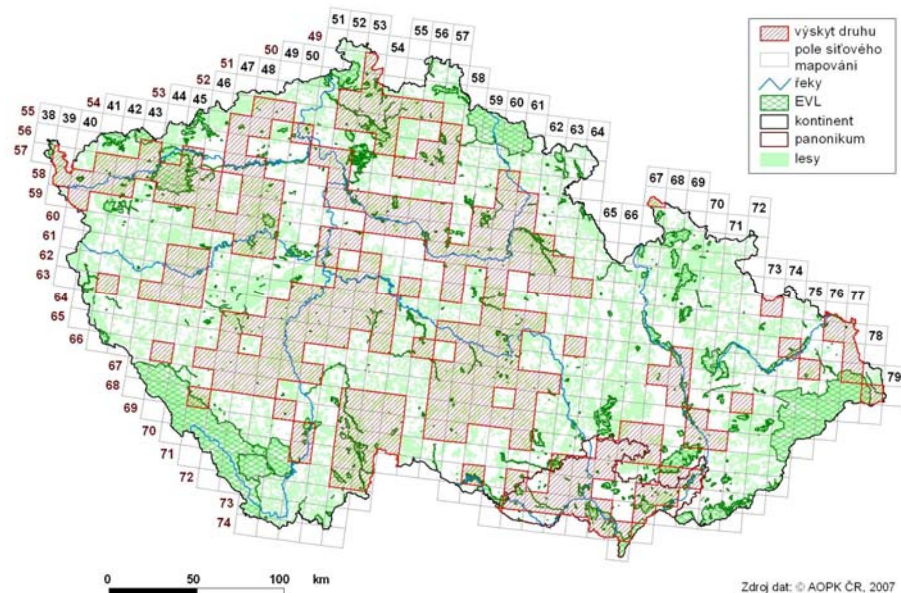 51 52 53
54
55 56 57
58
59 60 61
62 63 64
65 66
67 68 69
70
71
72
73 74
75 76 77
78
79
49
50 49 50
51 47 48
52 46
53 44 45
54 41 42 43
55 38 39 40
56
57
58
59
60
61
62
63
64
65
66
67
68
69
70
71
72
73
74
výskyt druhu
pole síťového
mapování
řeky
EVL
kontinent
panonikum
lesy
0 50 100 km
Zdroj dat: © AOPK ČR, 2007